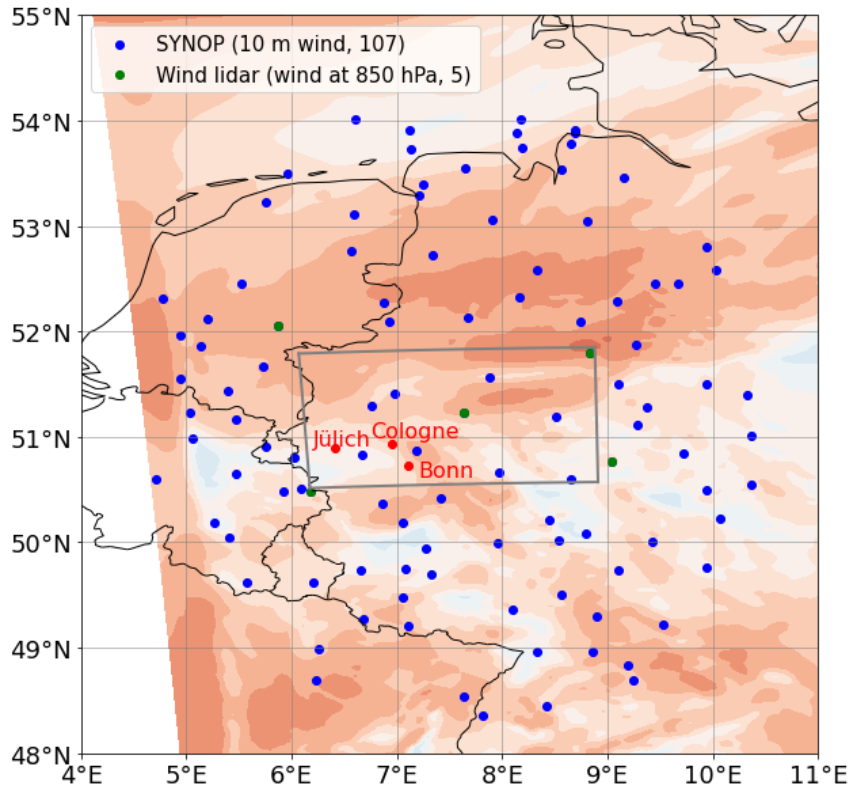 55°N
SYNOP (10 m wind, 107)
Wind lidar (wind at 850 hPa, 5)
54°N
53°N
52°N
51°N
Jülich
Cologne
Bonn
50°N
49°N
48°N
4°E
5°E
6°E
7°E
8°E
9°E
10°E
11°E